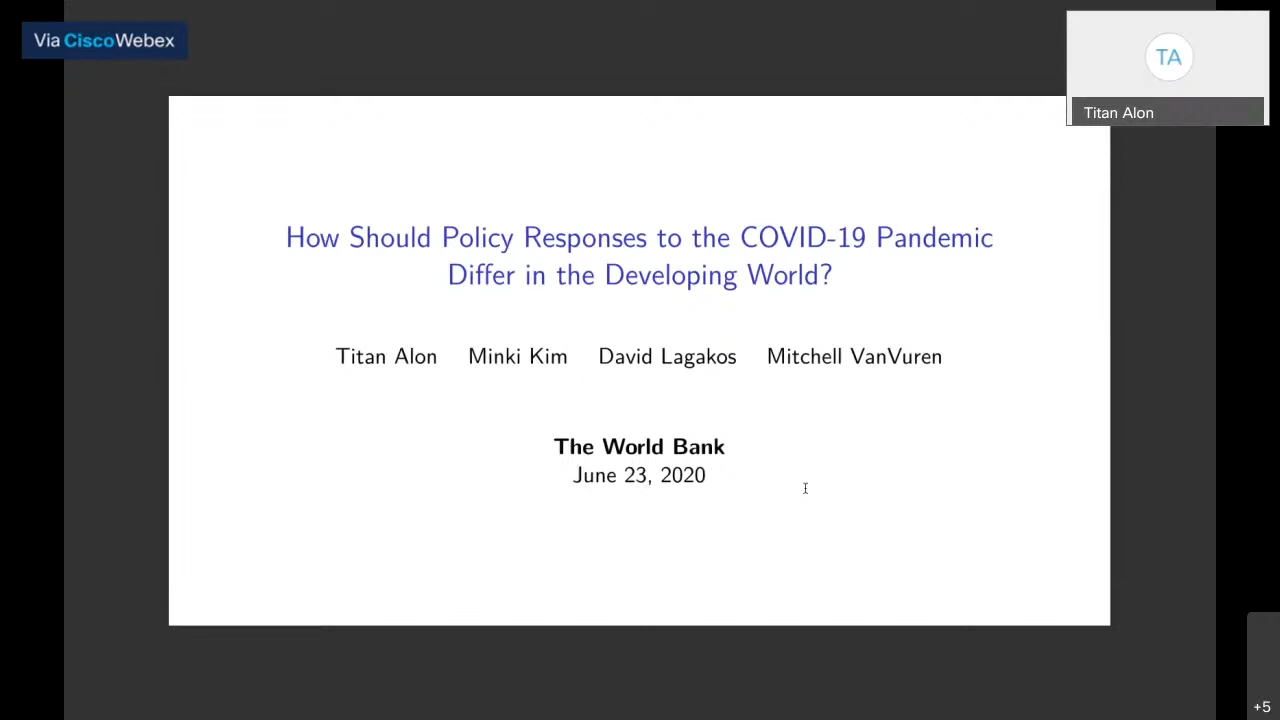 Via CiscoWebex
TA
Titan Alon
How Should Policy Responses to the COVID-19 Pandemic
Differ in the Developing World?
Titan Alon Minki Kim David Lagakos Mitchell VanVuren
The World Bank
June 23, 2020
+5